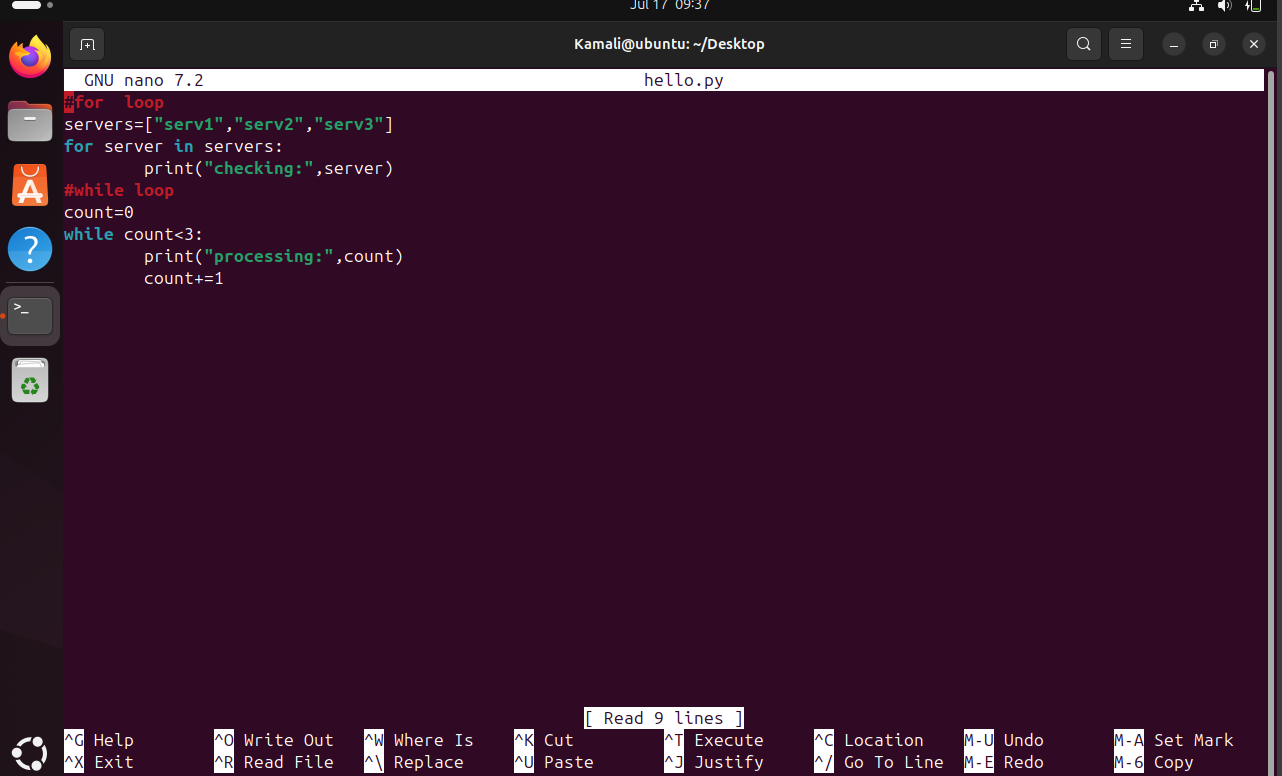 Jul 17 09:37
Kamali@ubuntu: ~/Desktop
GNU nano 7.2 hello.py
#for  loop
servers=["serv1","serv2","serv3"]
for server in servers:
        print("checking:",server)
#while loop
count=0
while count<3:
        print("processing:",count)
        count+=1
[ Read 9 lines ]
^G Help ^O Write Out ^W Where Is ^K Cut ^T Execute ^C Location M-U Undo M-A Set Mark
^X Exit ^R Read File ^\ Replace ^U Paste ^J Justify ^/ Go To Line M-E Redo M-6 Copy